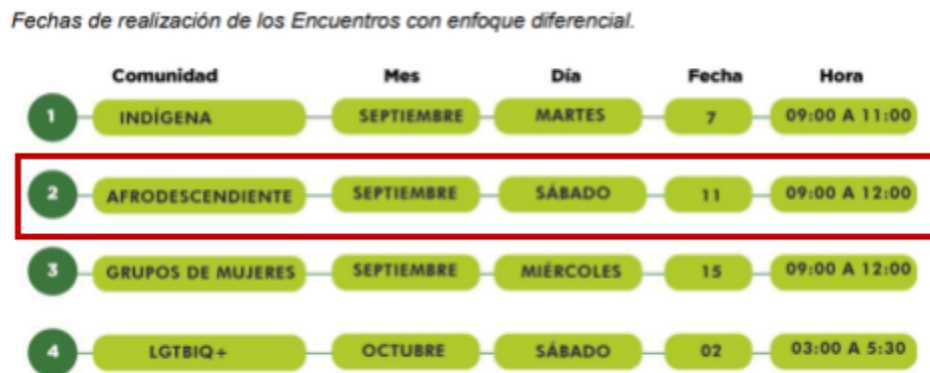 Fechas de realización de los Encuentros con enfoque diferencial.
Comunidad Mes Día Fecha Hora
1 INDÍGENA SEPTIEMBRE MARTES 7 09:00 A 11:00
2 AFRODESCENDIENTE SEPTIEMBRE SÁBADO 11 09:00 A 12:00
3 GRUPOS DE MUJERES SEPTIEMBRE MIÉRCOLES 15 09:00 A 12:00
4 LGTBIQ+ OCTUBRE SÁBADO 02 03:00 A 5:30